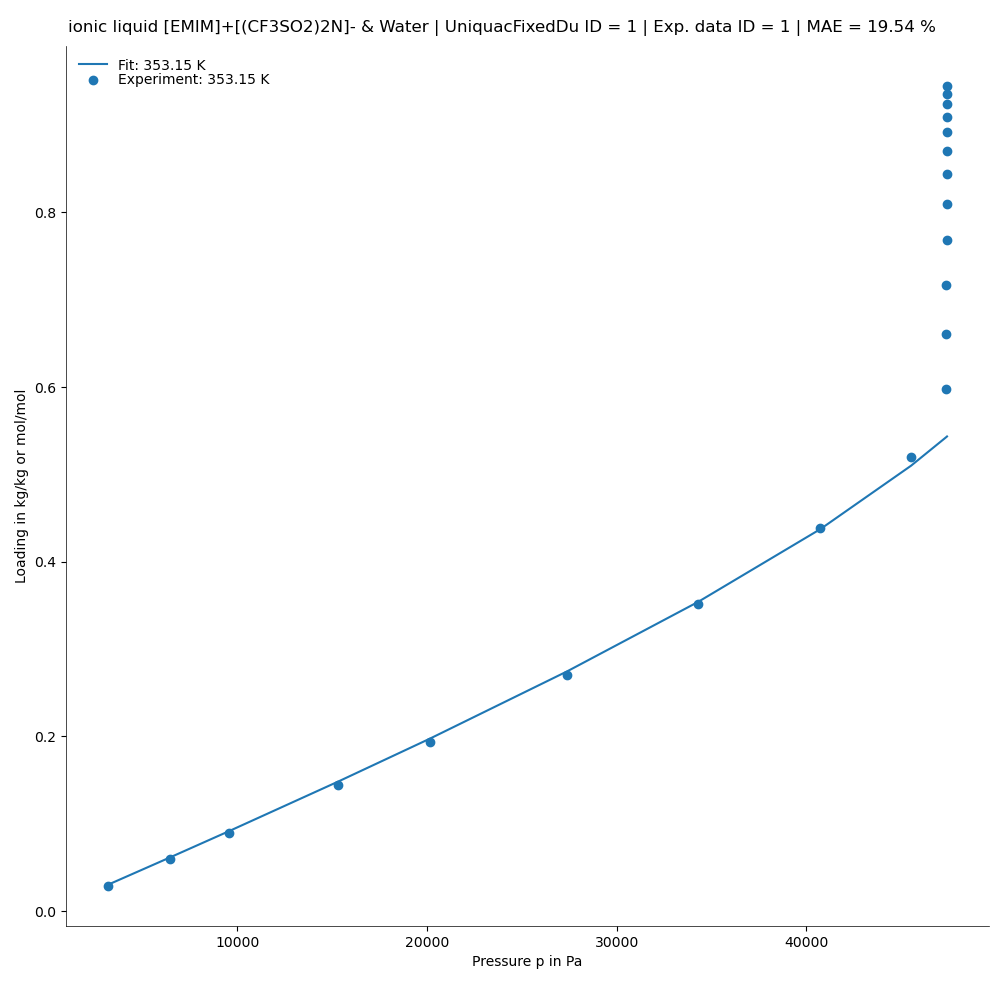 ionic liquid [EMIM]+[(CF3SO2)2N]- & Water | UniquacFixedDu ID = 1 | Exp. data ID = 1 | MAE = 19.54 %
Fit: 353.15 K
Experiment: 353.15 K
Loading in kg/kg or mol/mol
0.8
0.6
0.4
0.2
0.0
10000
20000
30000
40000
Pressure p in Pa